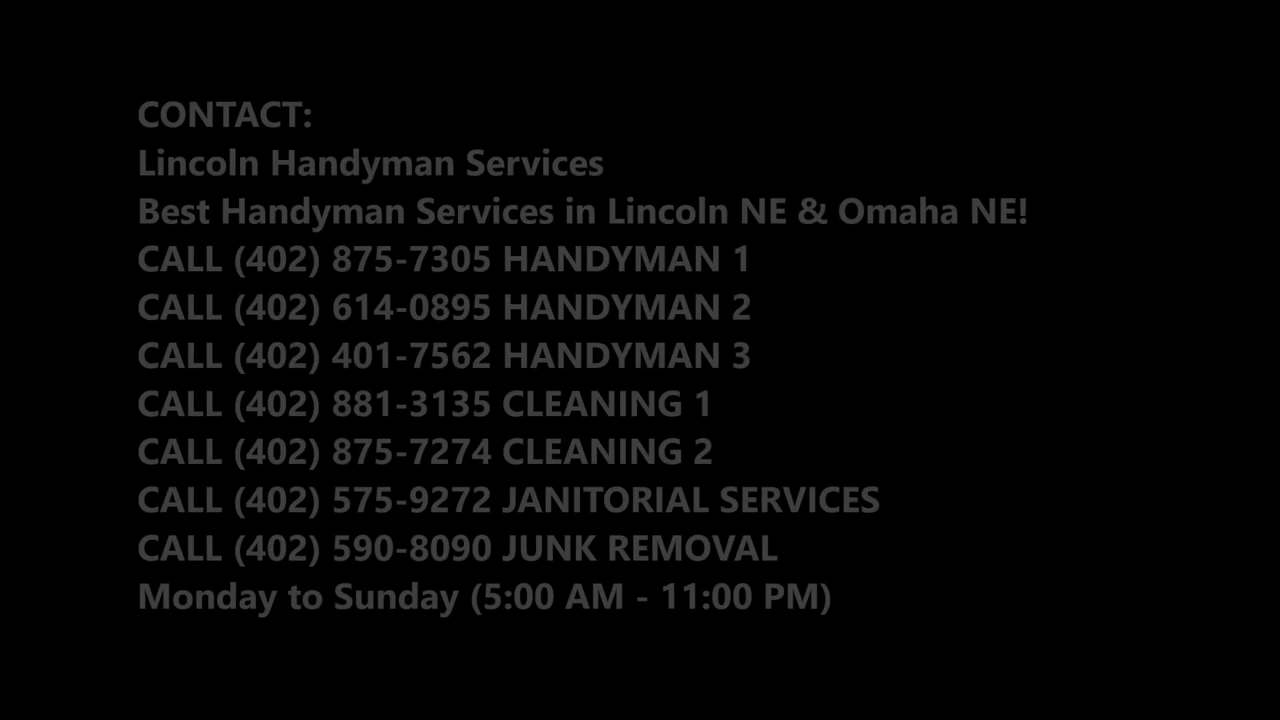 CONTACT:
Lincoln Handyman Services
Best Handyman Services in Lincoln NE & Omaha NE!
CALL (402) 875-7305 HANDYMAN 1
CALL (402) 614-0895 HANDYMAN 2
CALL (402) 401-7562 HANDYMAN 3
CALL (402) 881-3135 CLEANING 1
CALL (402) 875-7274 CLEANING 2
CALL (402) 575-9272 JANITORIAL SERVICES
CALL (402) 590-8090 JUNK REMOVAL
Monday to Sunday (5:00 AM - 11:00 PM)